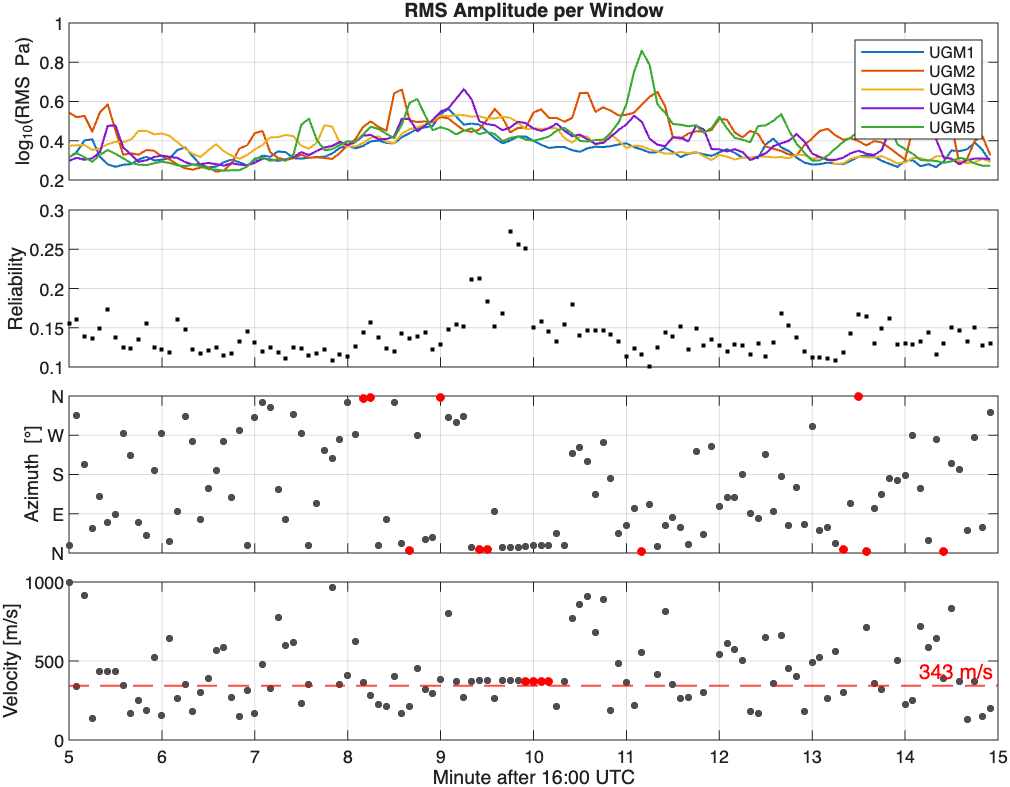 RMS Amplitude per Window
log10(RMS Pa)
1
0.8
0.6
0.4
0.2
UGM1
UGM2
UGM3
UGM4
UGM5
Reliability
0.3
0.25
0.2
0.15
0.1
Azimuth [°]
N
W
S
E
N
Velocity [m/s]
1000
500
0
343 m/s
5 6 7 8 9 10 11 12 13 14 15
Minute after 16:00 UTC